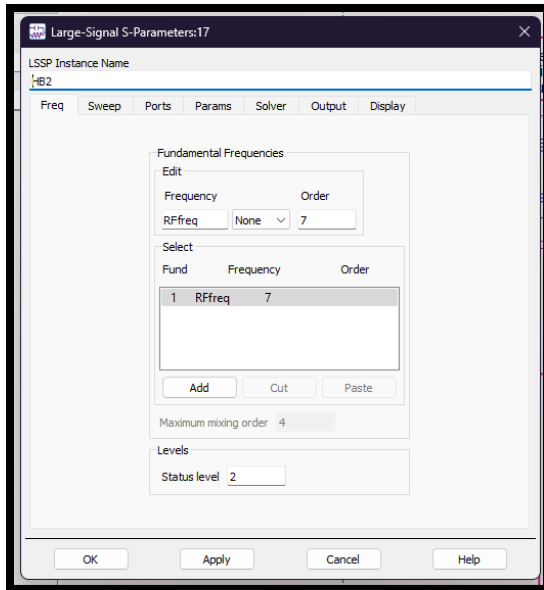 Large-Signal S-Parameters:17
LSSP Instance Name
HB2
Freq Sweep Ports Params Solver Output Display
Fundamental Frequencies
Edit
Frequency Order
RFfreq None 7
Select
Fund Frequency Order
1 RFfreq 7
Add Cut Paste
Maximum mixing order 4
Levels
Status level 2
OK Apply Cancel Help